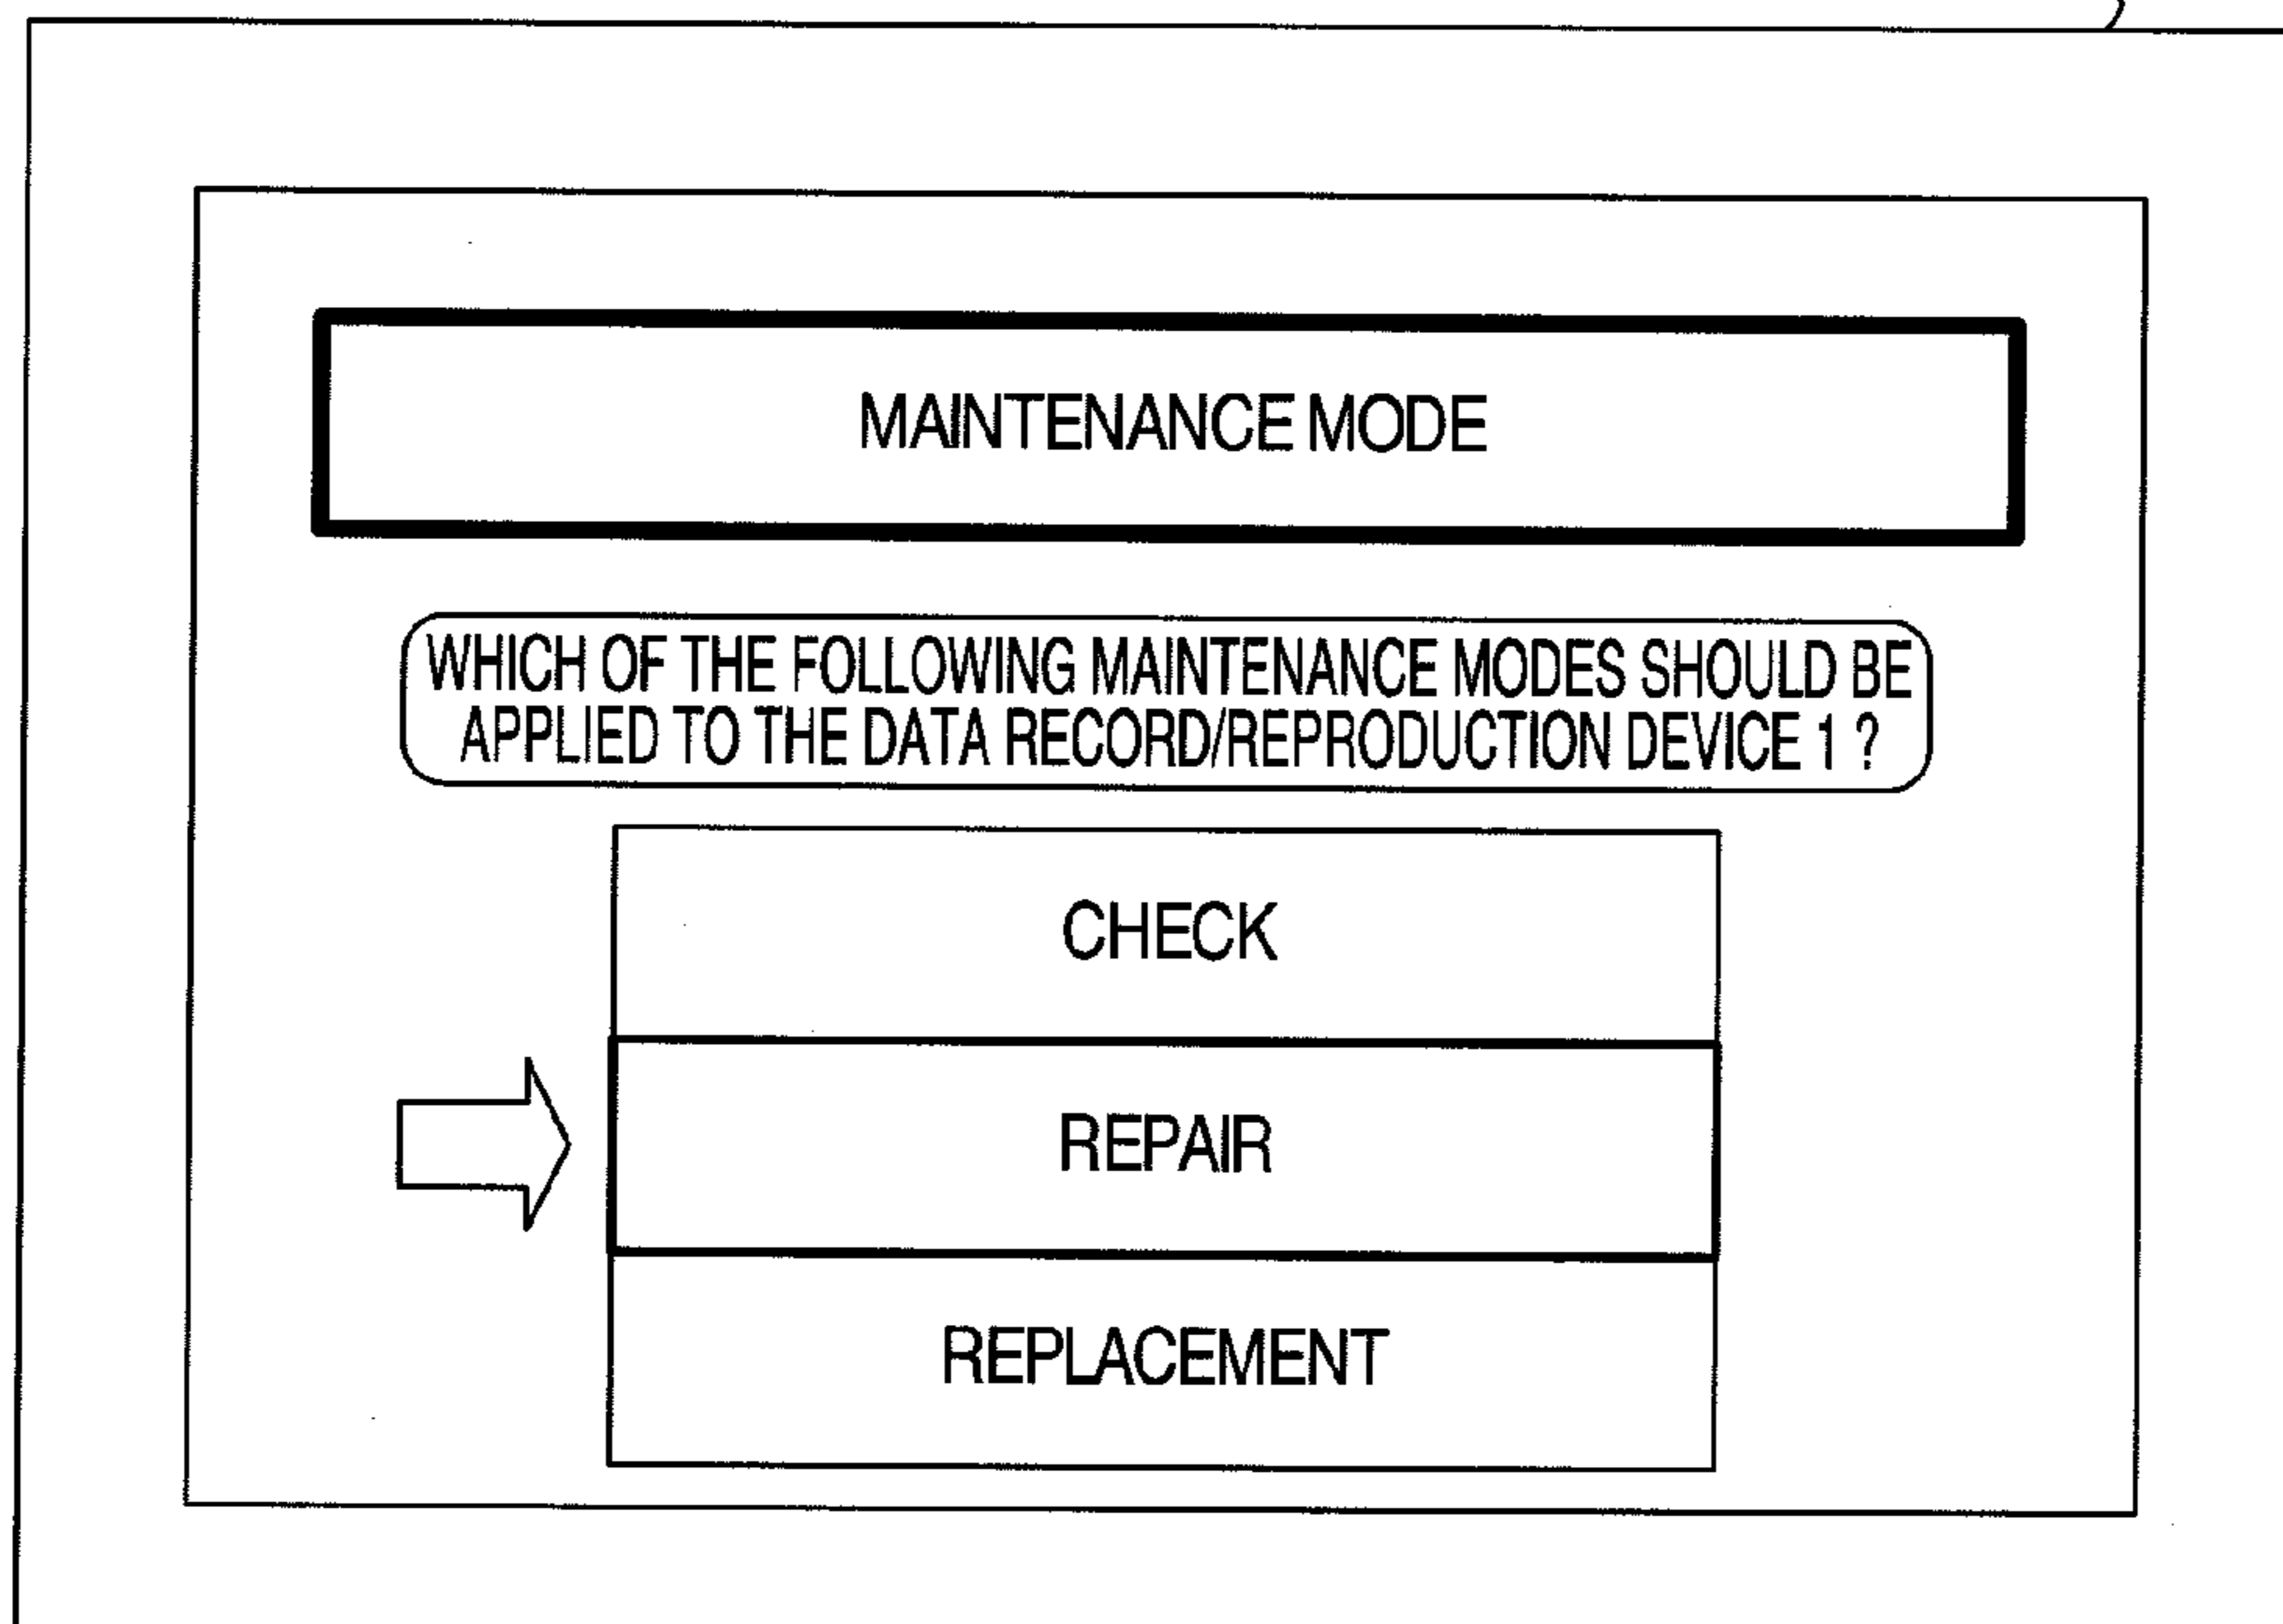 MAINTENANCE MODE
WHICH OF THE FOLLOWING MAINTENANCE MODES SHOULD BE
APPLIED TO THE DATA RECORD/REPRODUCTION DEVICE 1 ?
CHECK
REPAIR
REPLACEMENT